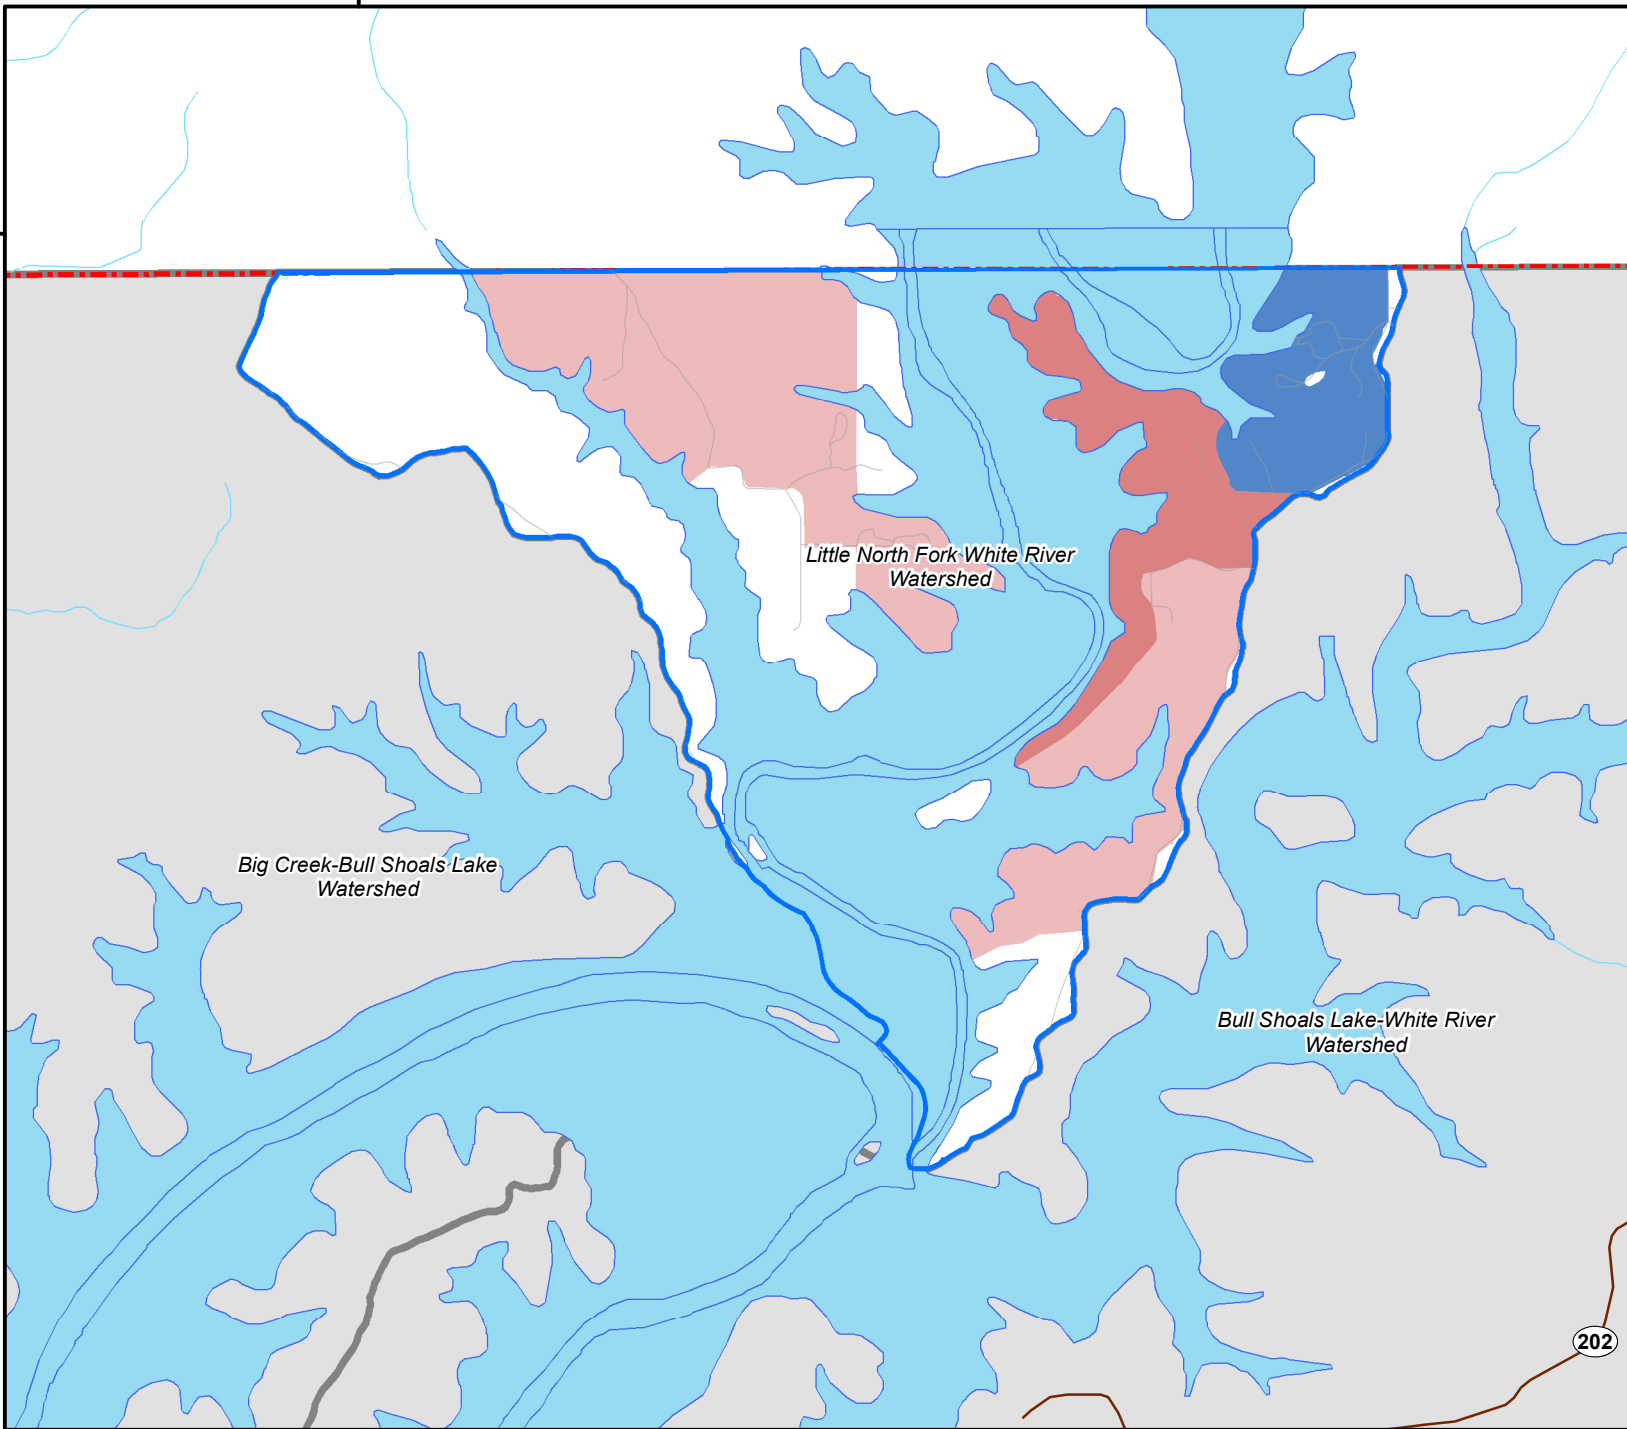 Little North Fork White River
Watershed
Big Creek-Bull Shoals Lake
Watershed
Bull Shoals Lake-White River
Watershed
202